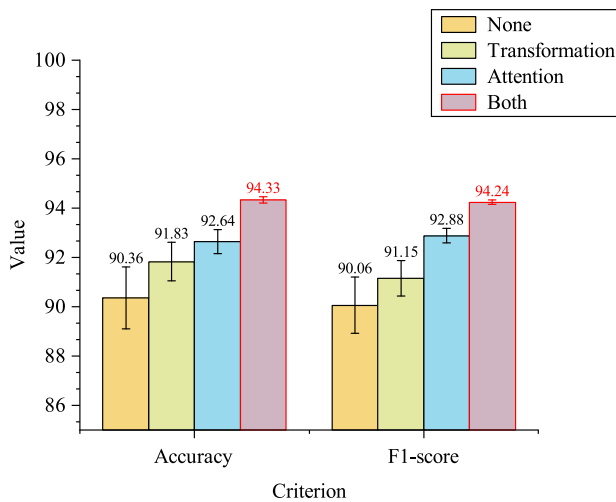 None
Transformation
Attention
Both
100
98
96
94
92
90
88
86
Value
90.36
91.83
92.64
94.33
90.06
91.15
92.88
94.24
Accuracy
F1-score
Criterion